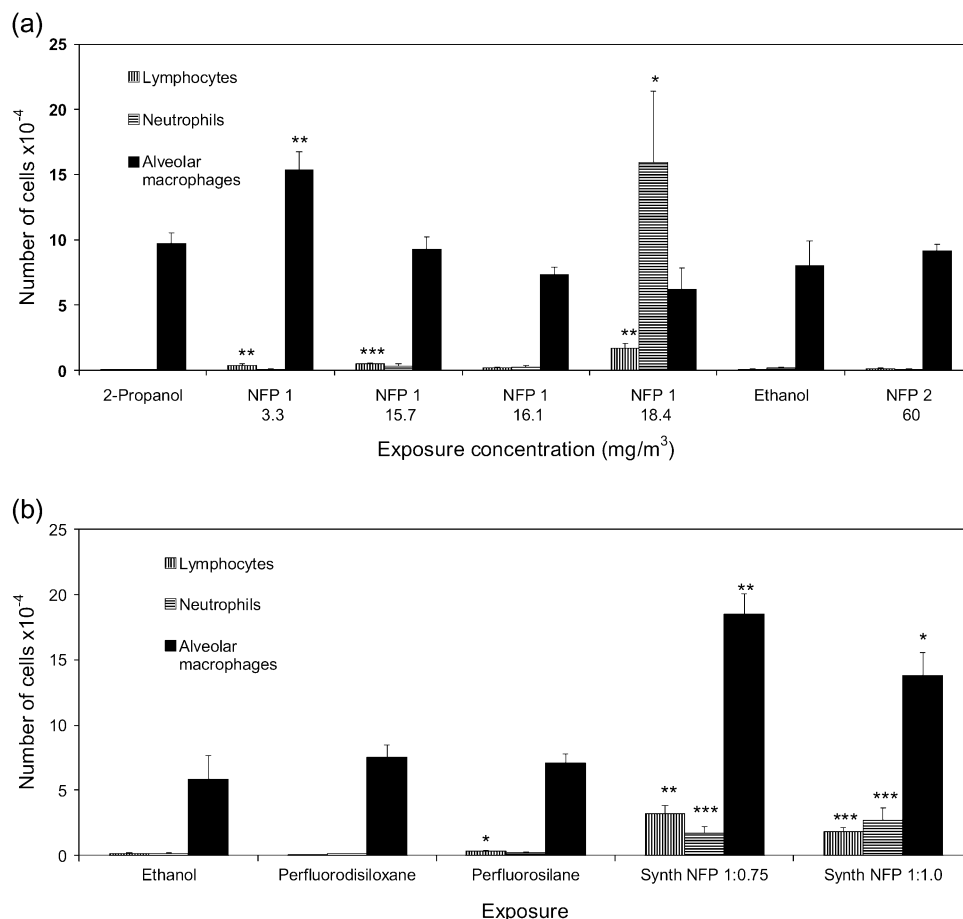 (a)
Number of cells x10-4
25
20
15
10
5
0
Lymphocytes
Neutrophils
Alveolar
macrophages
**
**
***
**
*
2-Propanol
NFP 1
3.3
NFP 1
15.7
NFP 1
16.1
NFP 1
18.4
Ethanol
NFP 2
60
Exposure concentration (mg/m3)
(b)
Number of cells x10-4
25
20
15
10
5
0
Lymphocytes
Neutrophils
Alveolar
macrophages
*
**
***
**
***
***
*
Ethanol
Perfluorodisiloxane
Perfluorosilane
Synth NFP 1:0.75
Synth NFP 1:1.0
Exposure